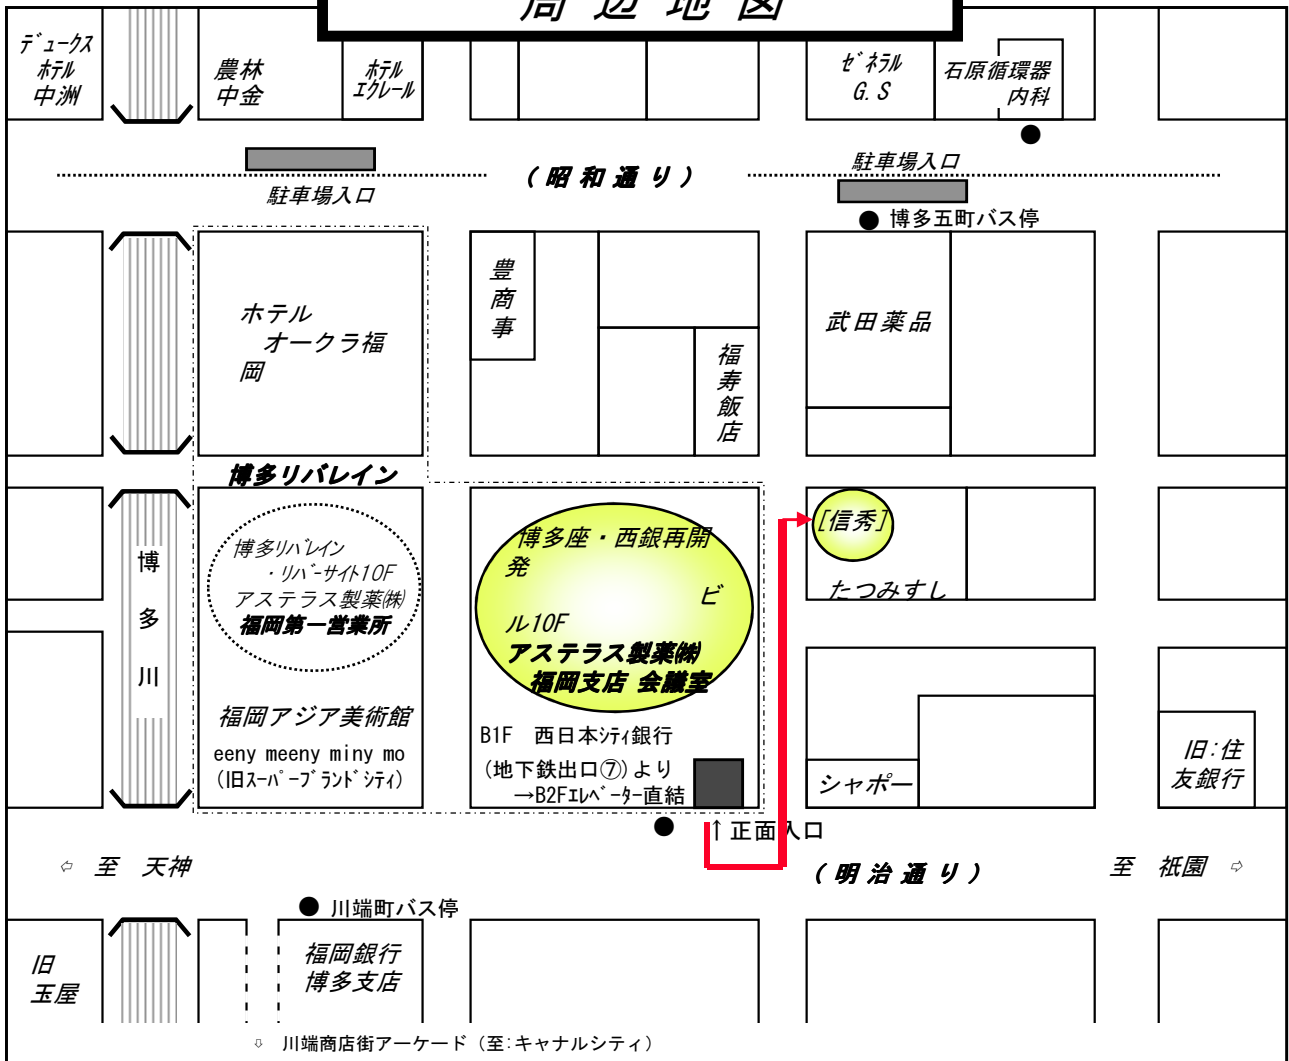 周辺地図
ﾃﾞｭｰｸｽ
ﾎﾃﾙ
中洲
農林
中金
ﾎﾃﾙ
ｴｸﾚｰﾙ
ｾﾞﾈﾗﾙ
G.S
石原循環器
内科
駐車場入口
(昭和通り)
駐車場入口
● 博多五町バス停
ホテル
オークラ福
岡
豊
商
事
福
寿
飯
店
武田薬品
博多リバレイン
博多ﾘﾊﾞﾚｲﾝ
・ﾘﾊﾞｰｻｲﾄ10F
アステラス製薬㈱
福岡第一営業所
博多座・西銀再開
発
ビ
ル10F
アステラス製薬㈱
福岡支店 会議室
[信秀]
たつみすし
博
多
川
福岡アジア美術館
eeny meeny miny mo
(旧ｽｰﾊﾟｰﾌﾞﾗﾝﾄﾞｼﾃｨ)
B1F 西日本ｼﾃｨ銀行
(地下鉄出口⑦)より
→B2Fｴﾚﾍﾞｰﾀｰ直結
シャポー
旧:住
友銀行
↑正面入口
⇦ 至 天神
(明治通り)
至 祇園 ⇨
● 川端町バス停
旧
玉屋
福岡銀行
博多支店
⇩ 川端商店街アーケード (至:キャナルシティ)